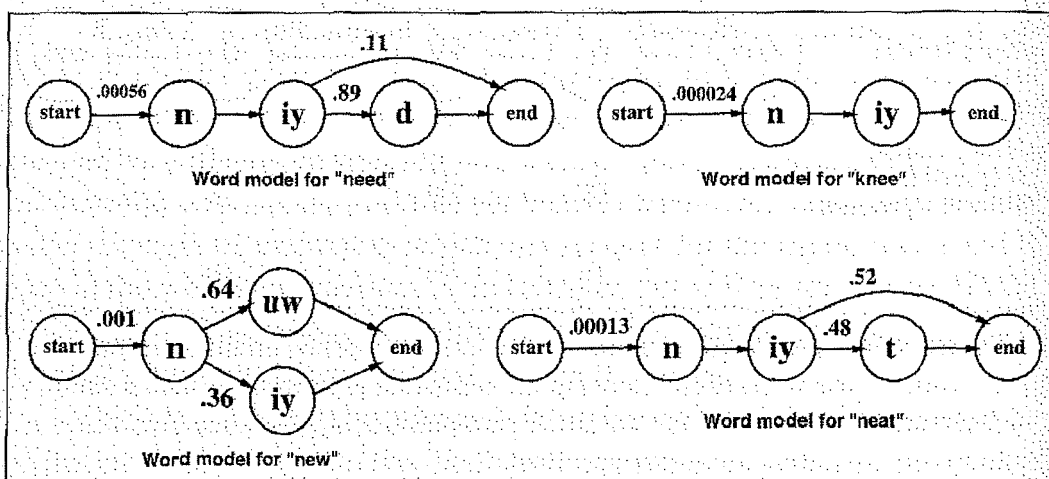 .11
start .00056 n iy .89 d end
Word model for "need"
start .000024 n iy end
Word model for "knee"
.64 uw
start .001 n end
.36 iy
Word model for "new"
.52
start .00013 n iy .48 t end
Word model for "neat"